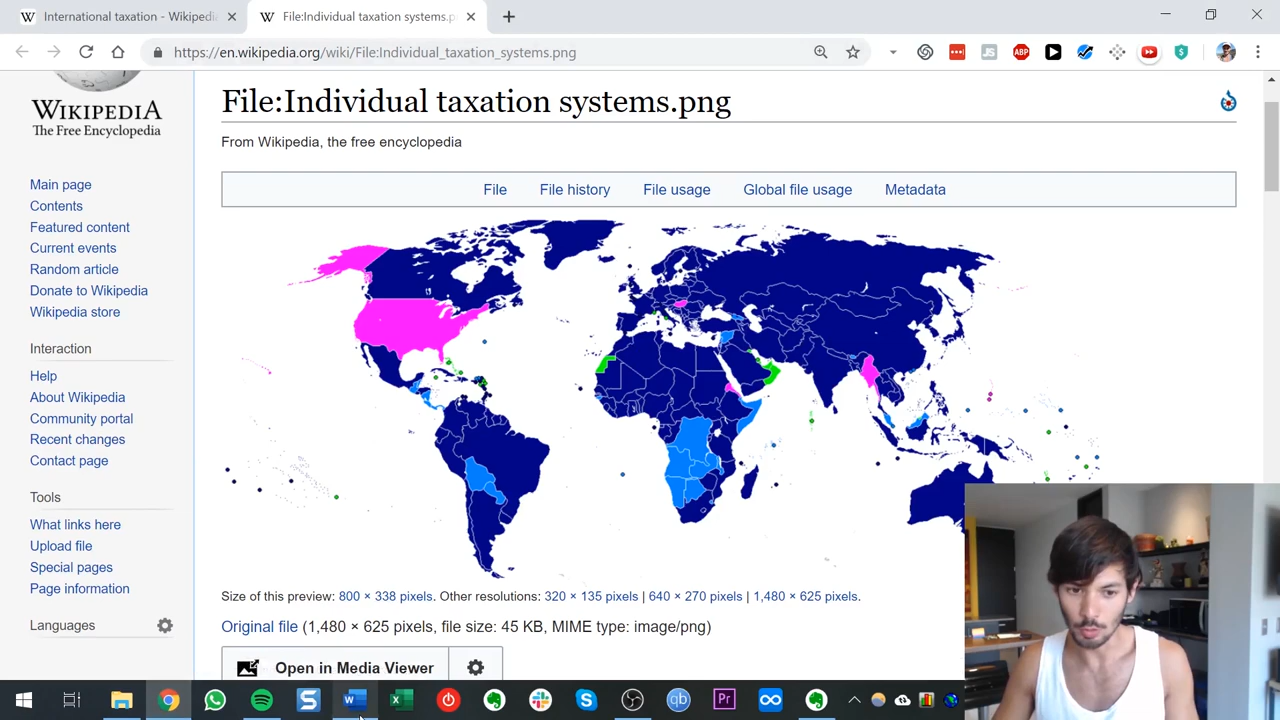 International taxation - Wikipedi
File:Individual taxation systems.p
https://en.wikipedia.org/wiki/File:Individual_taxation_systems.png
WIKIPEDIA
The Free Encyclopedia
Main page
Contents
Featured content
Current events
Random article
Donate to Wikipedia
Wikipedia store
Interaction
Help
About Wikipedia
Community portal
Recent changes
Contact page
Tools
What links here
Upload file
Special pages
Page information
Languages
File:Individual taxation systems.png
From Wikipedia, the free encyclopedia
File File history File usage Global file usage Metadata
Size of this preview: 800 × 338 pixels. Other resolutions: 320 × 135 pixels | 640 × 270 pixels | 1,480 × 625 pixels.
Original file (1,480 × 625 pixels, file size: 45 KB, MIME type: image/png)
Open in Media Viewer
JS
ABP
W
S
qb
Pr